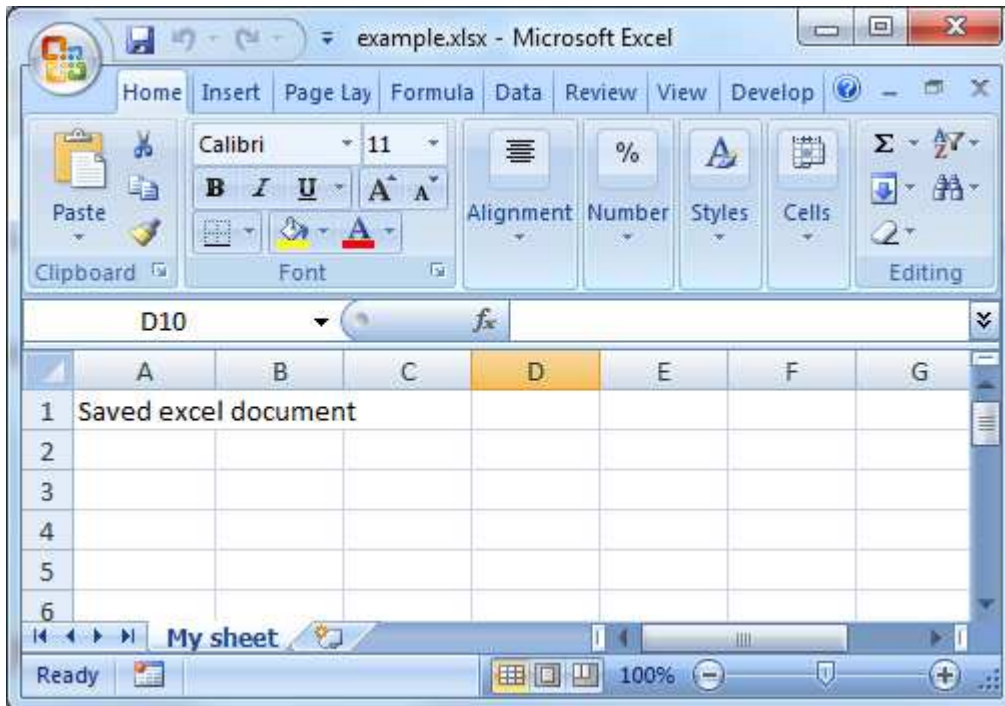 example.xlsx - Microsoft Excel
Home Insert Page Lay Formula Data Review View Develop
Calibri 11
B I U A A
Paste Alignment Number Styles Cells
% A Σ A Z
Clipboard Font Editing
D10 fx
A B C D E F G
1 Saved excel document
2
3
4
5
6
My sheet
Ready 100%